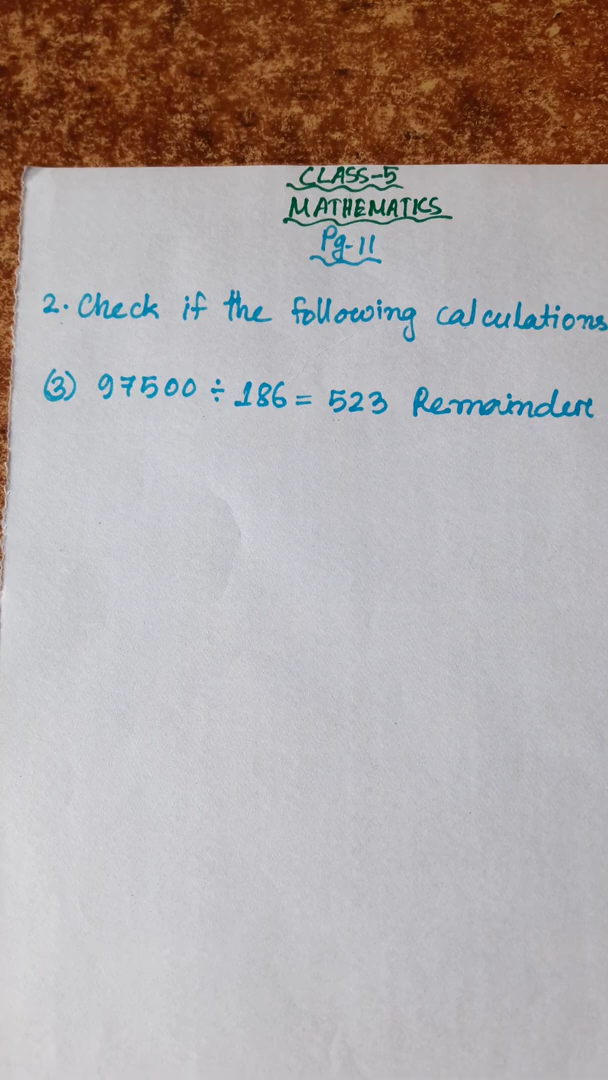 CLASS-5
MATHEMATICS
Pg-11
2. Check if the following calculations
(3) 97500 ÷ 186 = 523 Remainder